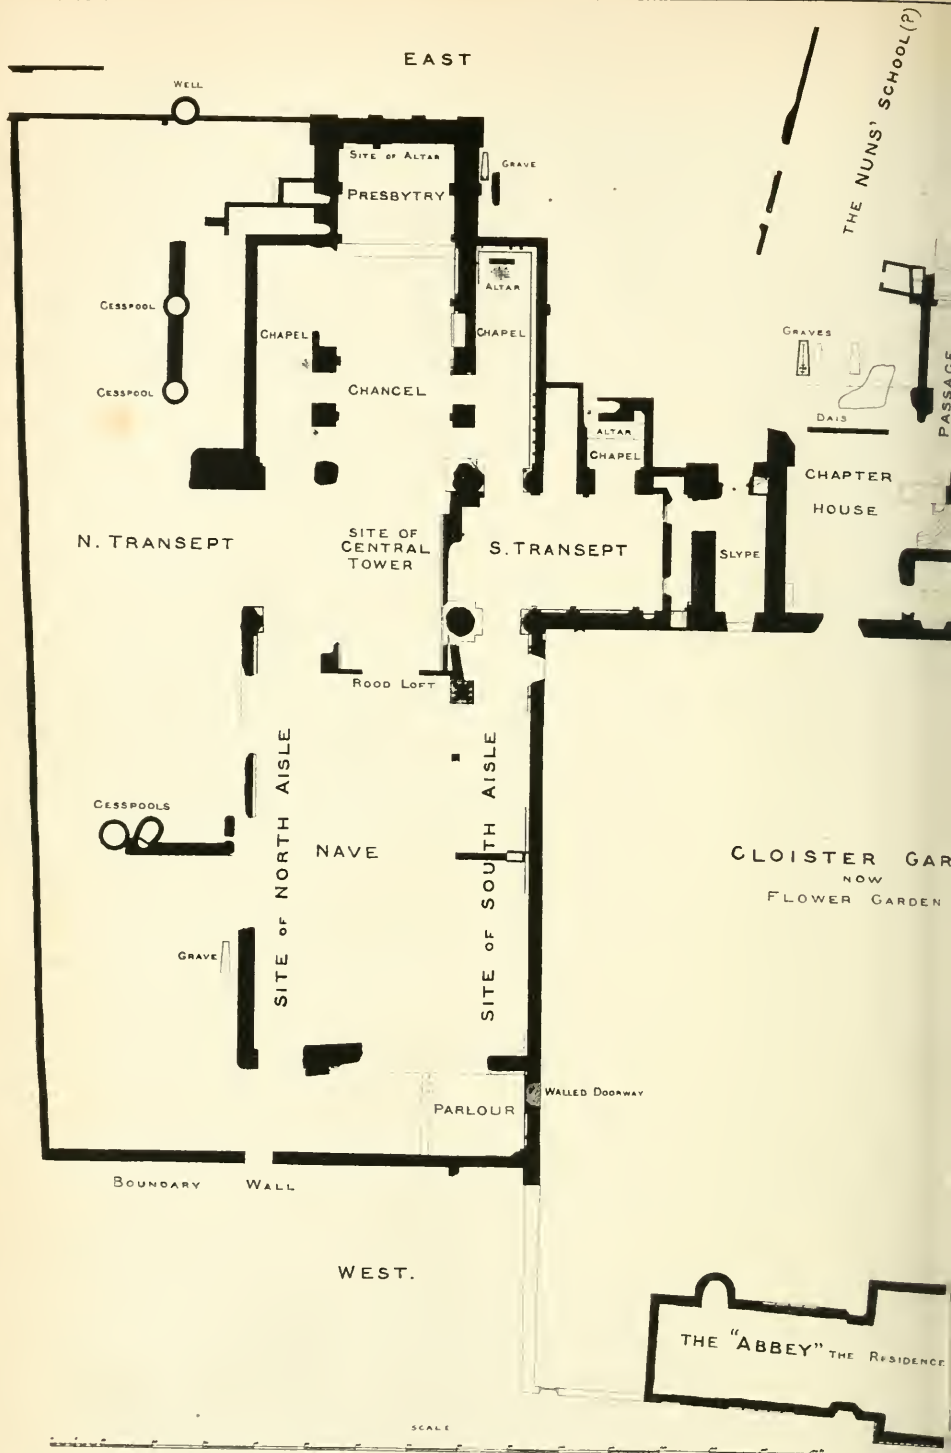 EAST
THE NUNS' SCHOOL (?)
WELL
SITE OF ALTAR
GRAVE
PRESBYTRY
ALTAR
CESSPOOL
CHAPEL
CHAPEL
GRAVES
PASSAGE
CESSPOOL
CHANCEL
DAIS
ALTAR
CHAPEL
CHAPTER
HOUSE
N. TRANSEPT
SITE OF
CENTRAL
TOWER
S. TRANSEPT
SLYPE
ROOD LOFT
SITE OF NORTH AISLE
SITE OF SOUTH AISLE
CESSPOOLS
NAVE
CLOISTER GAR
NOW
FLOWER GARDEN
GRAVE
WALLED DOORWAY
PARLOUR
BOUNDARY WALL
WEST.
THE "ABBEY" THE RESIDENCE
SCALE